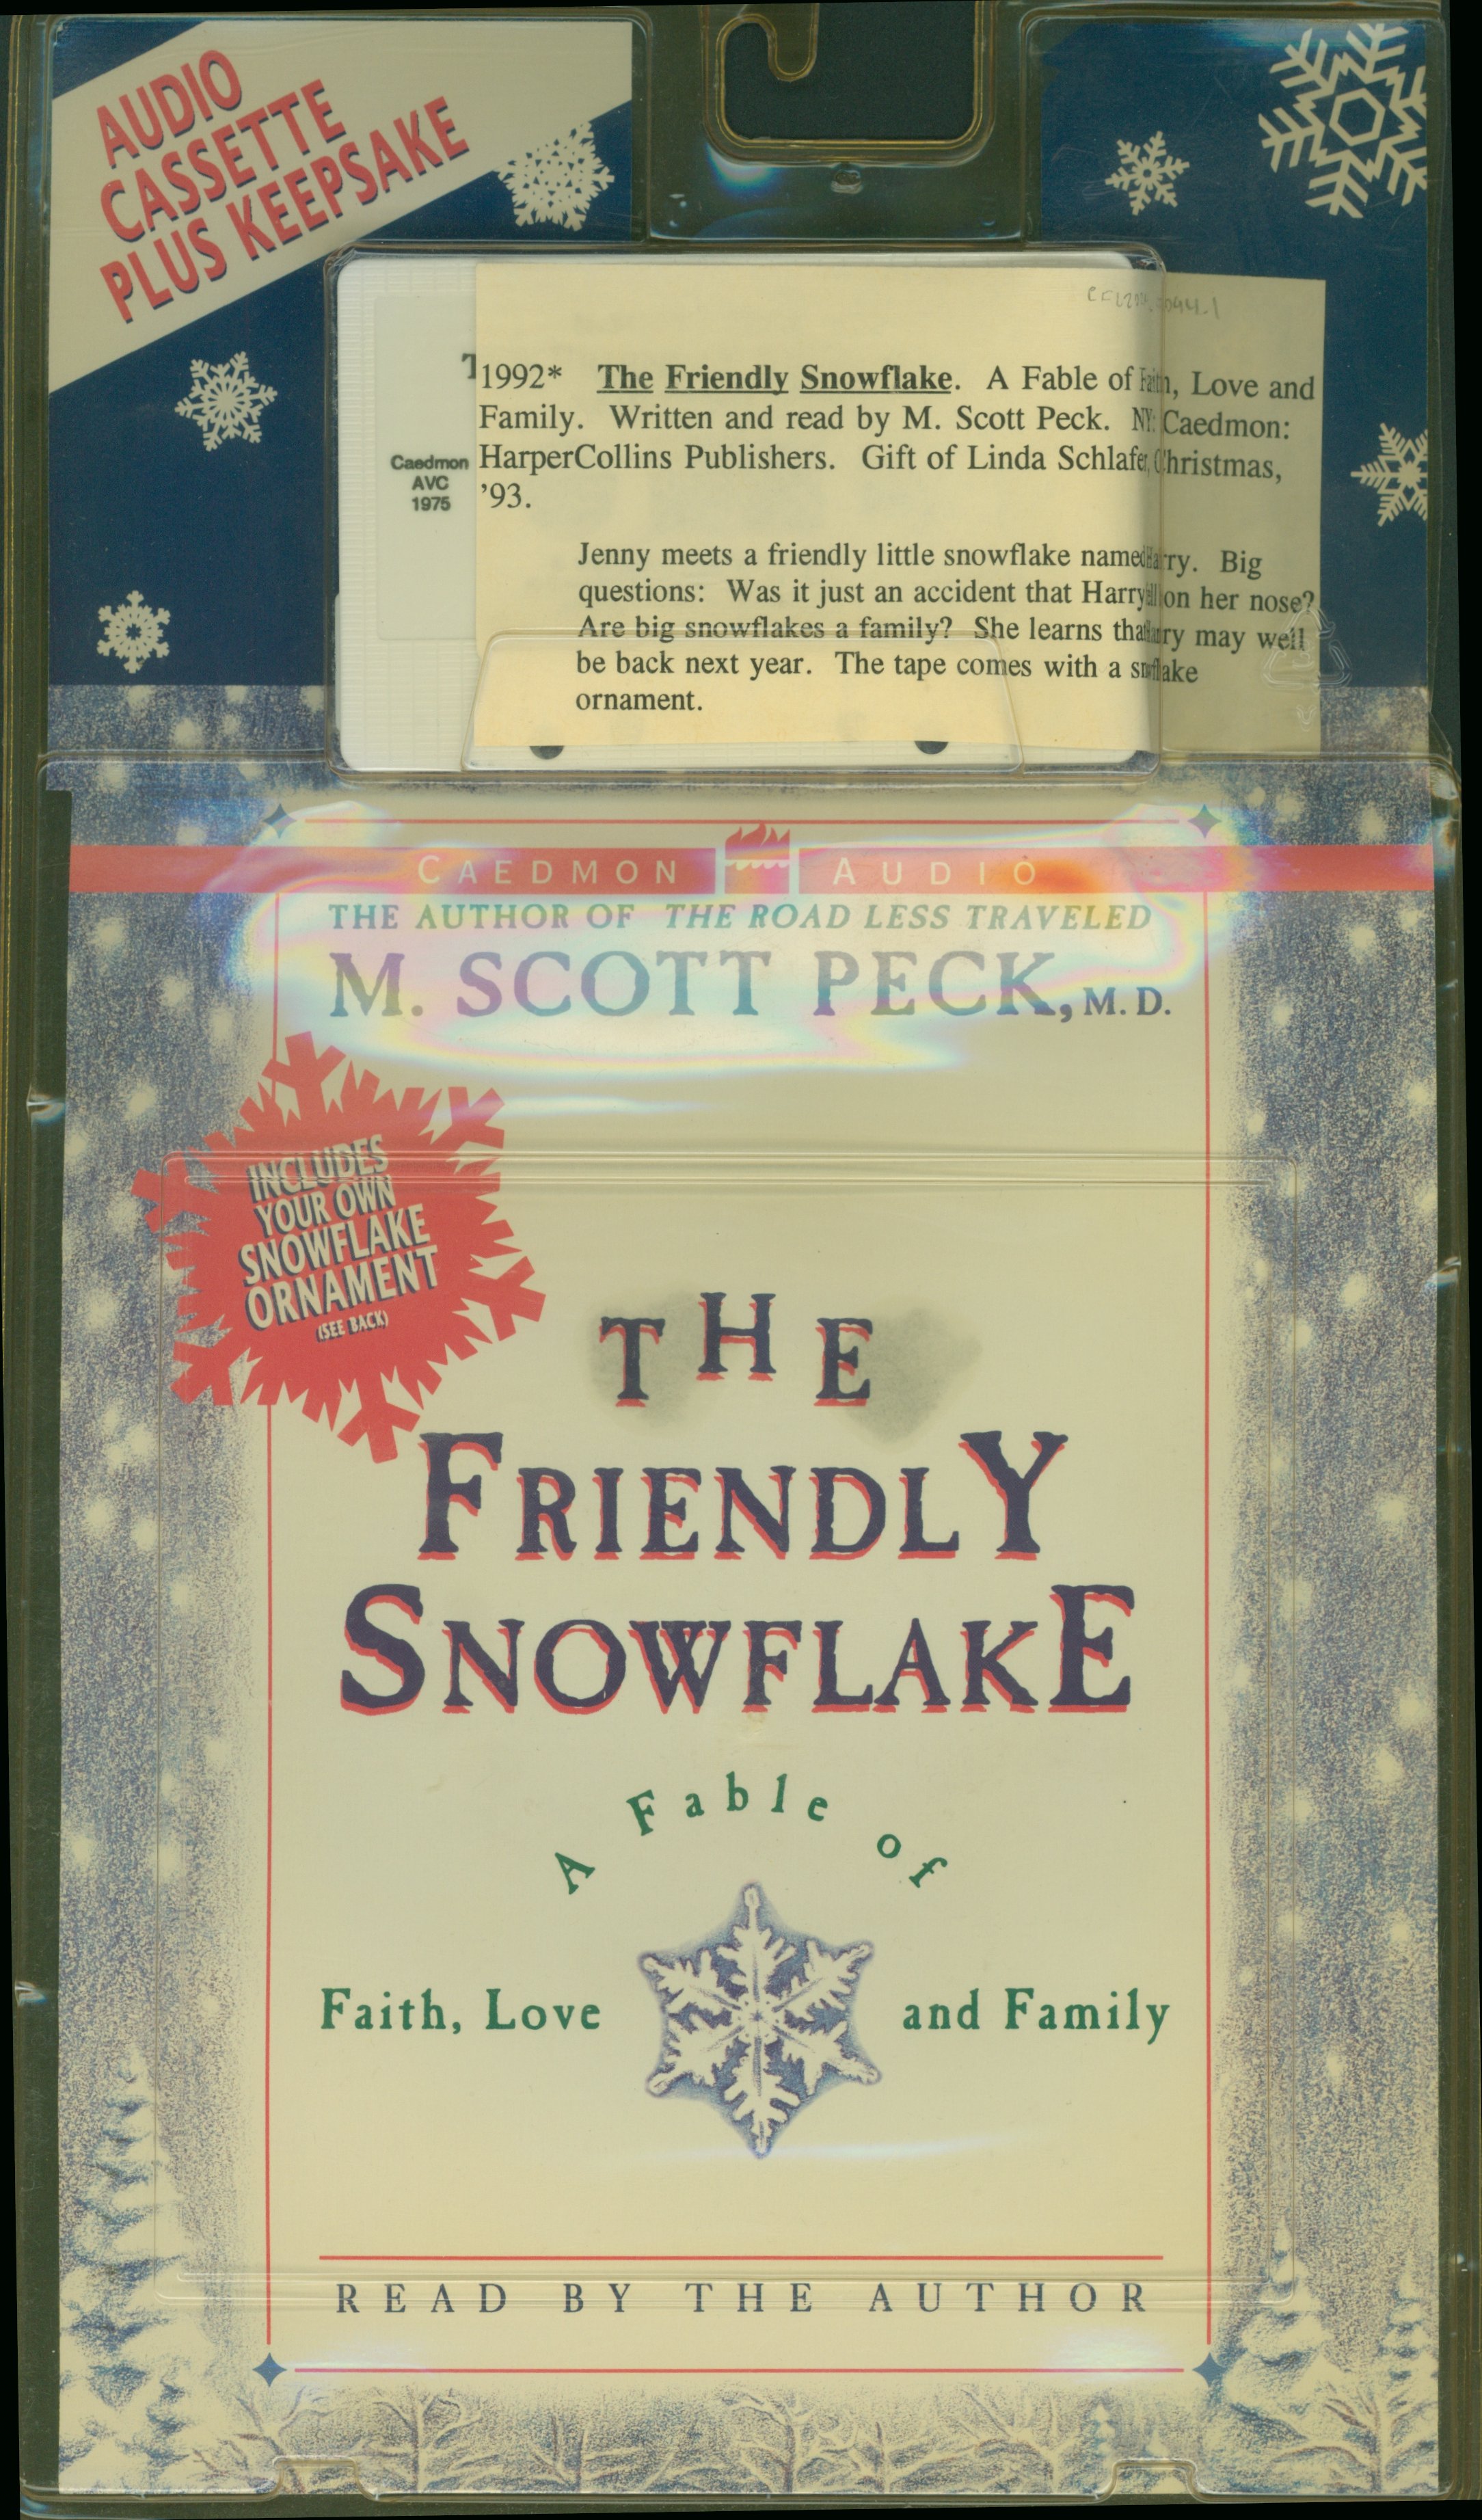 AUDIO
CASSETTE
PLUS KEEPSAKE
1992* The Friendly Snowflake. A Fable of Faith, Love and
Family. Written and read by M. Scott Peck. NY: Caedmon:
HarperCollins Publishers. Gift of Linda Schlafer, Christmas,
'93.
Jenny meets a friendly little snowflake named Harry. Big
questions: Was it just an accident that Harry fell on her nose?
Are big snowflakes a family? She learns that Harry may well
be back next year. The tape comes with a snowflake
ornament.
Caedmon
AVC
1975
CAEDMON AUDIO
THE AUTHOR OF THE ROAD LESS TRAVELED
M. SCOTT PECK, M.D.
INCLUDES
YOUR OWN
SNOWFLAKE
ORNAMENT
(SEE BACK)
THE
FRIENDLY
SNOWFLAKE
A Fable of
Faith, Love and Family
READ BY THE AUTHOR